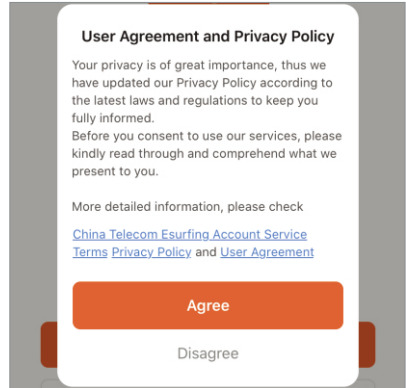 User Agreement and Privacy Policy
Your privacy is of great importance, thus we
have updated our Privacy Policy according to
the latest laws and regulations to keep you
fully informed.
Before you consent to use our services, please
kindly read through and comprehend what we
present to you.
More detailed information, please check
China Telecom Esurfing Account Service
Terms Privacy Policy and User Agreement
Agree
Disagree